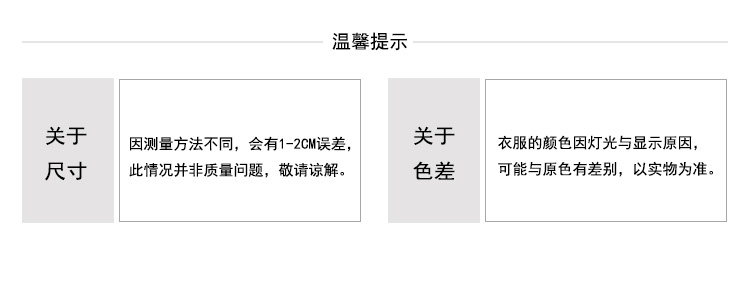 温馨提示
关于
尺寸
因测量方法不同，会有1-2CM误差，
此情况并非质量问题，敬请谅解。
关于
色差
衣服的颜色因灯光与显示原因，
可能与原色有差别，以实物为准。